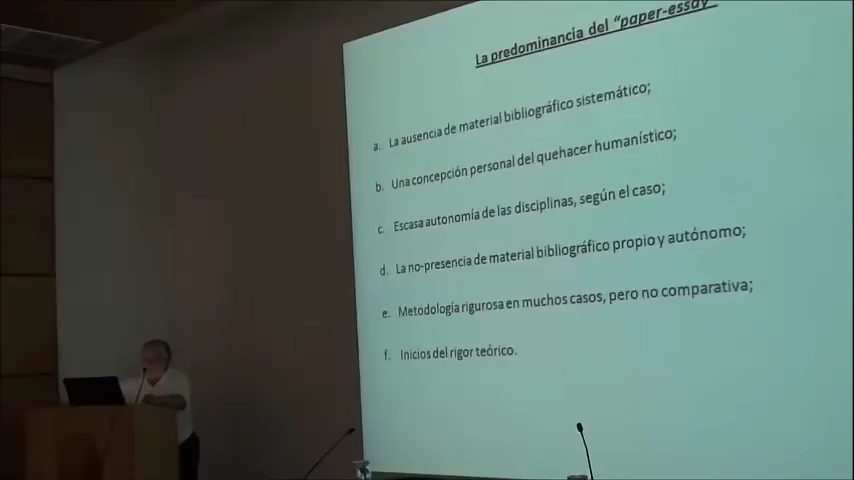 La predominancia del "paper-essay"
a. La ausencia de material bibliográfico sistemático;
b. Una concepción personal del quehacer humanístico;
c. Escasa autonomía de las disciplinas, según el caso;
d. La no-presencia de material bibliográfico propio y autónomo;
e. Metodología rigurosa en muchos casos, pero no comparativa;
f. Inicios del rigor teórico.